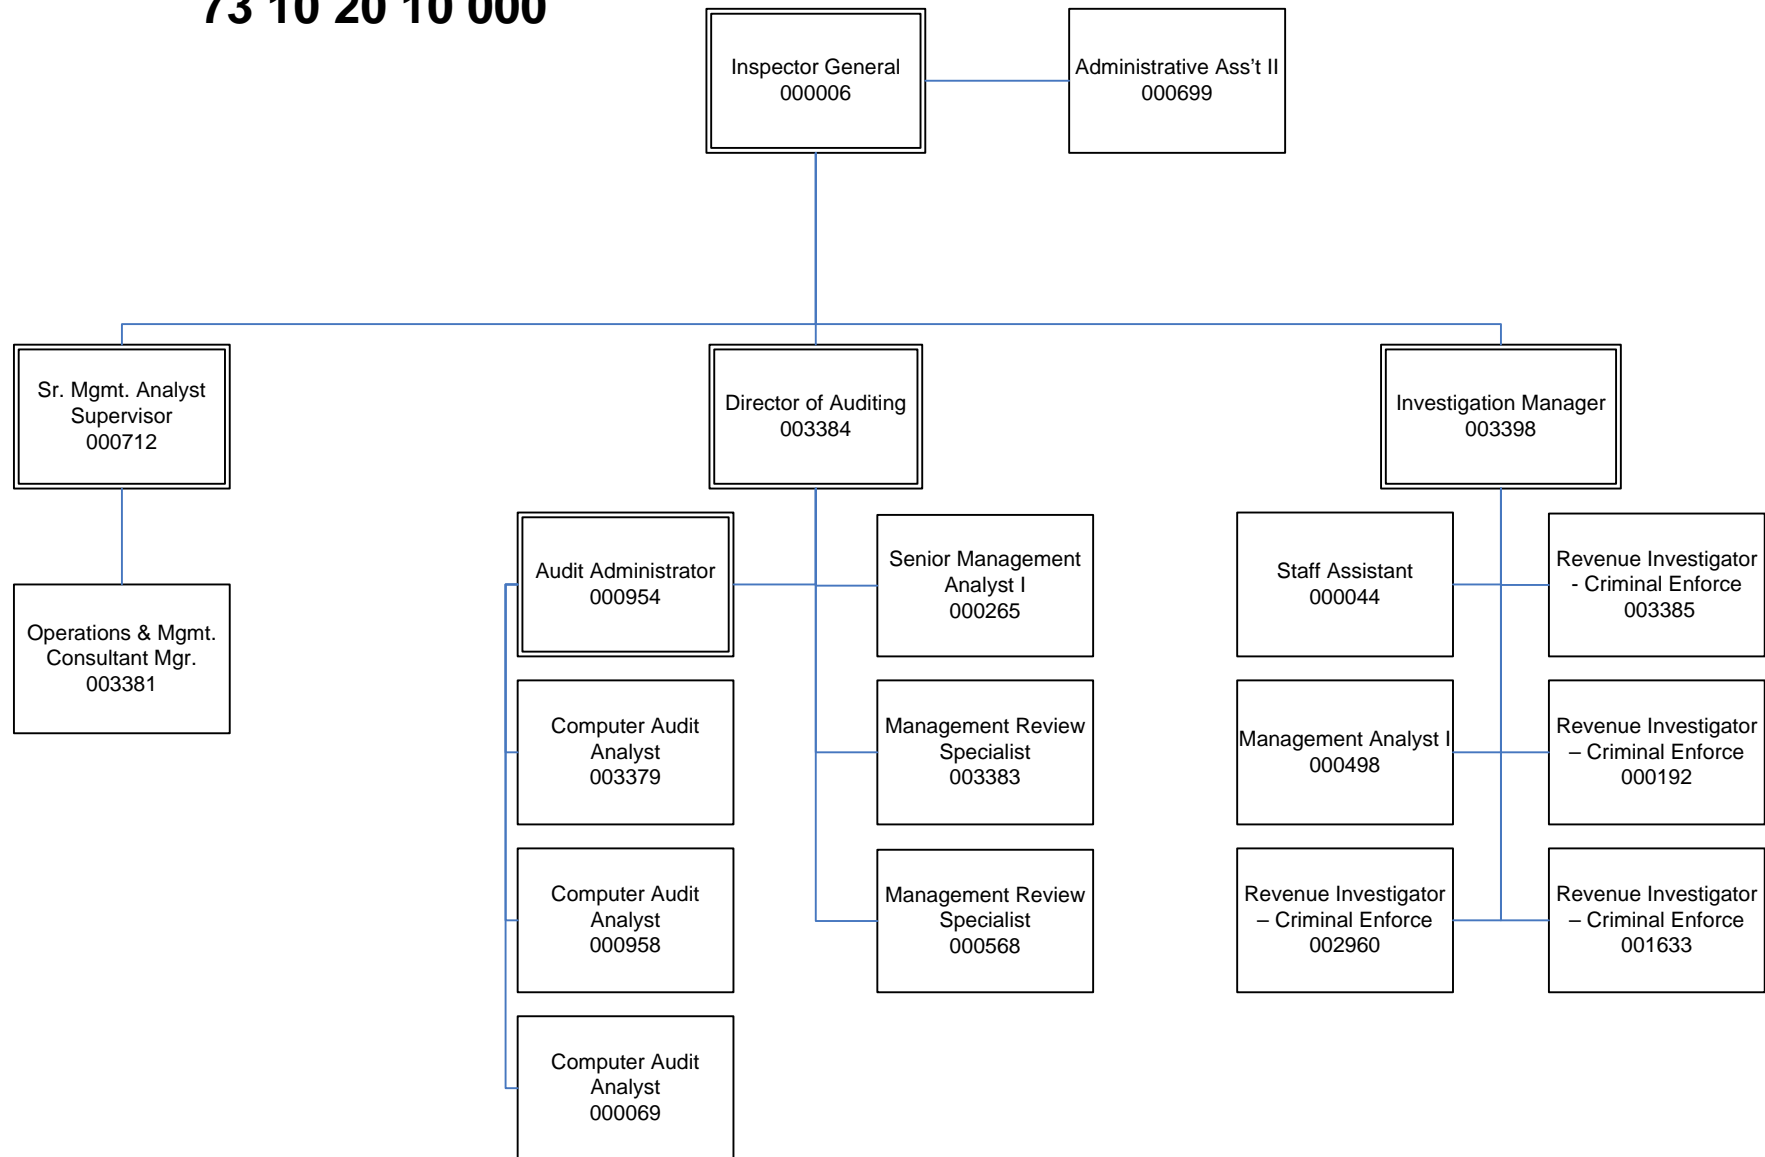 73 10 20 10 000
Inspector General
000006
Administrative Ass't II
000699
Sr. Mgmt. Analyst
Supervisor
000712
Director of Auditing
003384
Investigation Manager
003398
Operations & Mgmt.
Consultant Mgr.
003381
Audit Administrator
000954
Senior Management
Analyst I
000265
Staff Assistant
000044
Revenue Investigator
- Criminal Enforce
003385
Computer Audit
Analyst
003379
Management Review
Specialist
003383
Management Analyst I
000498
Revenue Investigator
– Criminal Enforce
000192
Computer Audit
Analyst
000958
Management Review
Specialist
000568
Revenue Investigator
– Criminal Enforce
002960
Revenue Investigator
– Criminal Enforce
001633
Computer Audit
Analyst
000069